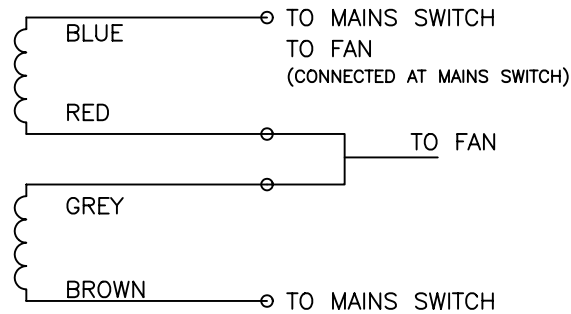 BLUE
TO MAINS SWITCH
TO FAN
(CONNECTED AT MAINS SWITCH)
RED
TO FAN
GREY
BROWN
TO MAINS SWITCH